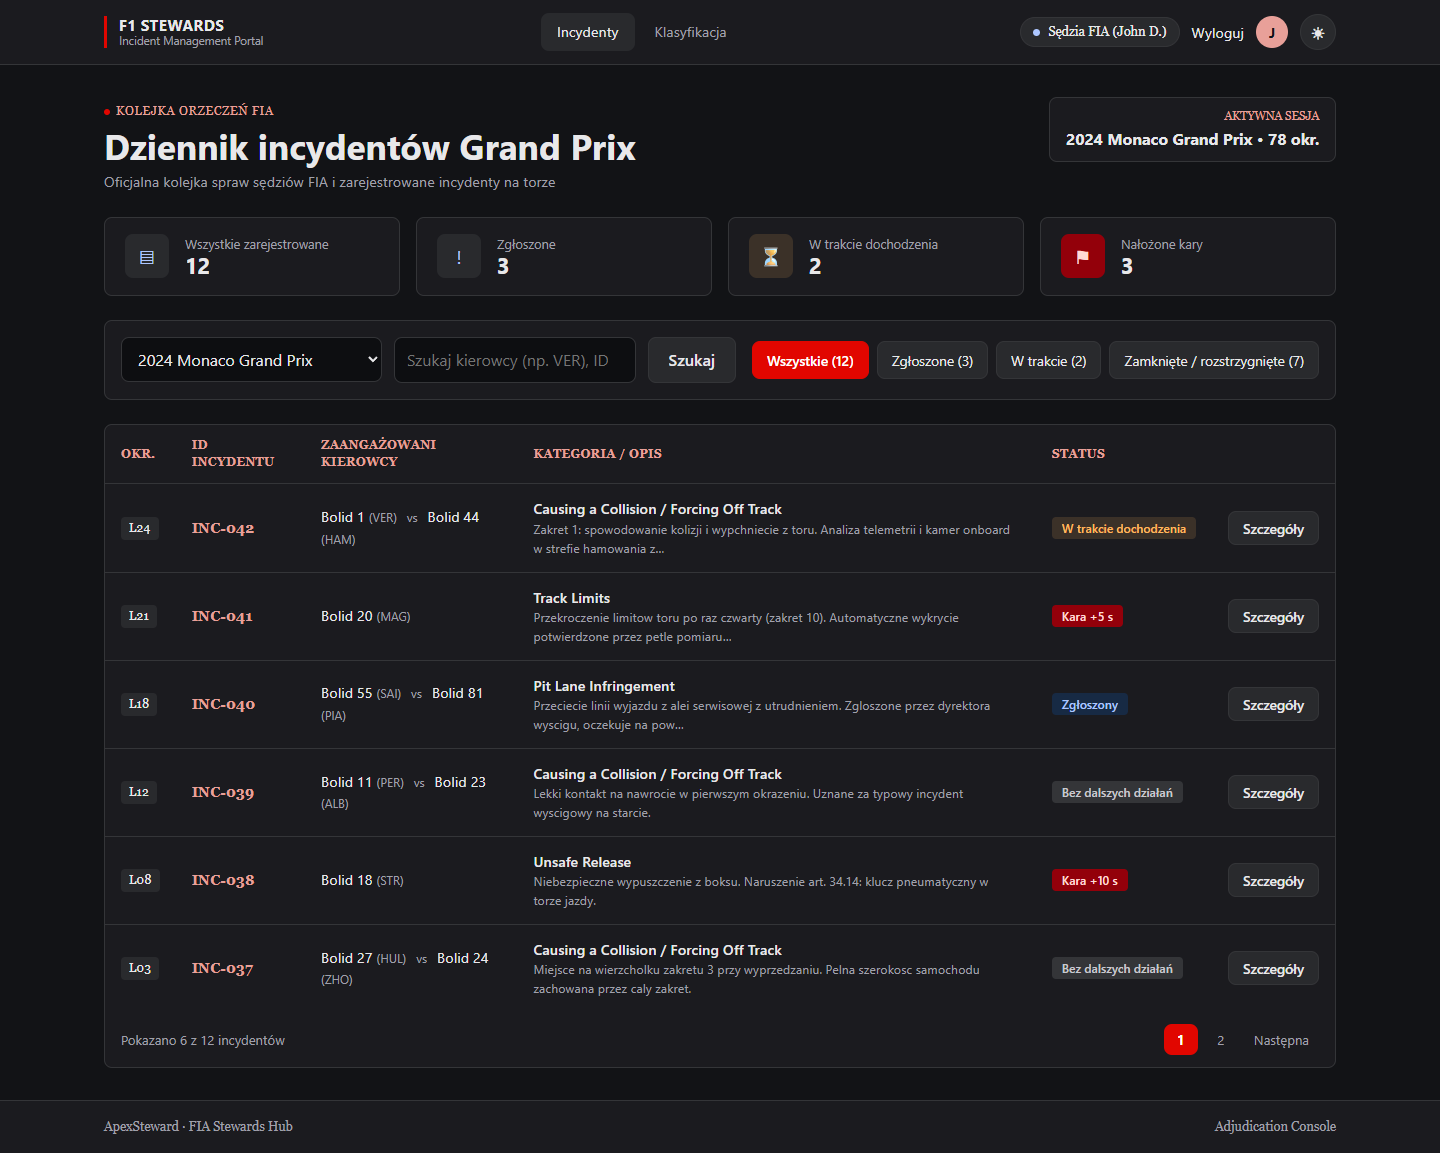 F1 STEWARDS
Incident Management Portal
Incydenty
Klasyfikacja
Sędzia FIA (John D.)
Wyloguj
J
KOLEJKA ORZECZEŃ FIA
Dziennik incydentów Grand Prix
Oficjalna kolejka spraw sędziów FIA i zarejestrowane incydenty na torze
AKTYWNA SESJA
2024 Monaco Grand Prix • 78 okr.
Wszystkie zarejestrowane
12
Zgłoszone
3
W trakcie dochodzenia
2
Nałożone kary
3
2024 Monaco Grand Prix
Szukaj kierowcy (np. VER), ID
Szukaj
Wszystkie (12)
Zgłoszone (3)
W trakcie (2)
Zamknięte / rozstrzygnięte (7)
OKR.
ID
INCYDENTU
ZAANGAŻOWANI
KIEROWCY
KATEGORIA / OPIS
STATUS
L24
INC-042
Bolid 1 (VER) vs Bolid 44
(HAM)
Causing a Collision / Forcing Off Track
Zakret 1: spowodowanie kolizji i wypchniecie z toru. Analiza telemetrii i kamer onboard
w strefie hamowania z...
W trakcie dochodzenia
Szczegóły
L21
INC-041
Bolid 20 (MAG)
Track Limits
Przekroczenie limitow toru po raz czwarty (zakret 10). Automatyczne wykrycie
potwierdzone przez petle pomiaru...
Kara +5 s
Szczegóły
L18
INC-040
Bolid 55 (SAI) vs Bolid 81
(PIA)
Pit Lane Infringement
Przeciecie linii wyjazdu z alei serwisowej z utrudnieniem. Zgloszone przez dyrektora
wyscigu, oczekuje na pow...
Zgłoszony
Szczegóły
L12
INC-039
Bolid 11 (PER) vs Bolid 23
(ALB)
Causing a Collision / Forcing Off Track
Lekki kontakt na nawrocie w pierwszym okrazeniu. Uznane za typowy incydent
wyscigowy na starcie.
Bez dalszych działań
Szczegóły
L08
INC-038
Bolid 18 (STR)
Unsafe Release
Niebezpieczne wypuszczenie z boksu. Naruszenie art. 34.14: klucz pneumatyczny w
torze jazdy.
Kara +10 s
Szczegóły
L03
INC-037
Bolid 27 (HUL) vs Bolid 24
(ZHO)
Causing a Collision / Forcing Off Track
Miejsce na wierzcholku zakretu 3 przy wyprzedzaniu. Pelna szerokosc samochodu
zachowana przez caly zakret.
Bez dalszych działań
Szczegóły
Pokazano 6 z 12 incydentów
1
2
Następna
ApexSteward · FIA Stewards Hub
Adjudication Console